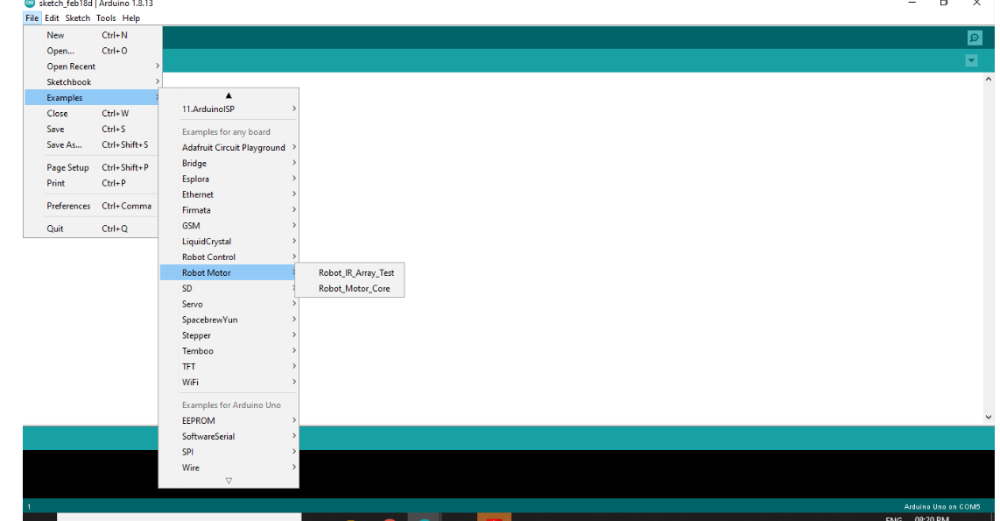 sketch_feb18d | Arduino 1.8.13
File Edit Sketch Tools Help
New Ctrl+N
Open... Ctrl+O
Open Recent
Sketchbook
Examples
Close Ctrl+W
Save Ctrl+S
Save As... Ctrl+Shift+S
Page Setup Ctrl+Shift+P
Print Ctrl+P
Preferences Ctrl+Comma
Quit Ctrl+Q
11.ArduinoISP
Examples for any board
Adafruit Circuit Playground
Bridge
Esplora
Ethernet
Firmata
GSM
LiquidCrystal
Robot Control
Robot Motor
SD
Servo
SpacebrewYun
Stepper
Temboo
TFT
WiFi
Examples for Arduino Uno
EEPROM
SoftwareSerial
SPI
Wire
Robot_IR_Array_Test
Robot_Motor_Core
1
Arduino Uno on COM5
ENG 08:20 PM